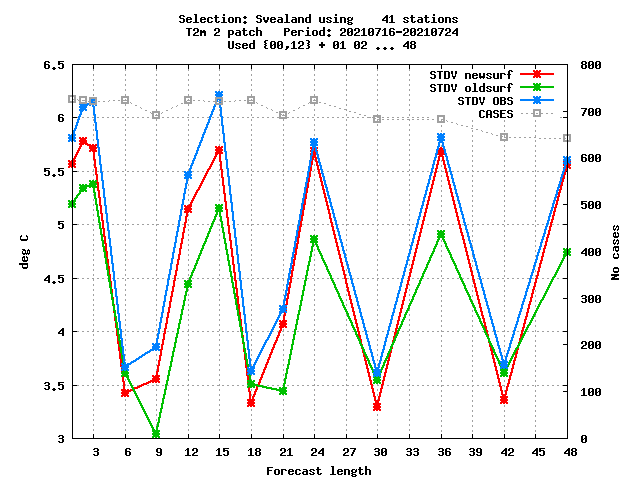 Selection: Svealand using    41 stations
T2m 2 patch   Period: 20210716-20210724
Used {00,12} + 01 02 ... 48
STDV newsurf
STDV oldsurf
STDV OBS
CASES
6.5
6
5.5
5
4.5
4
3.5
3
deg C
800
700
600
500
400
300
200
100
0
No cases
3 6 9 12 15 18 21 24 27 30 33 36 39 42 45 48
Forecast length